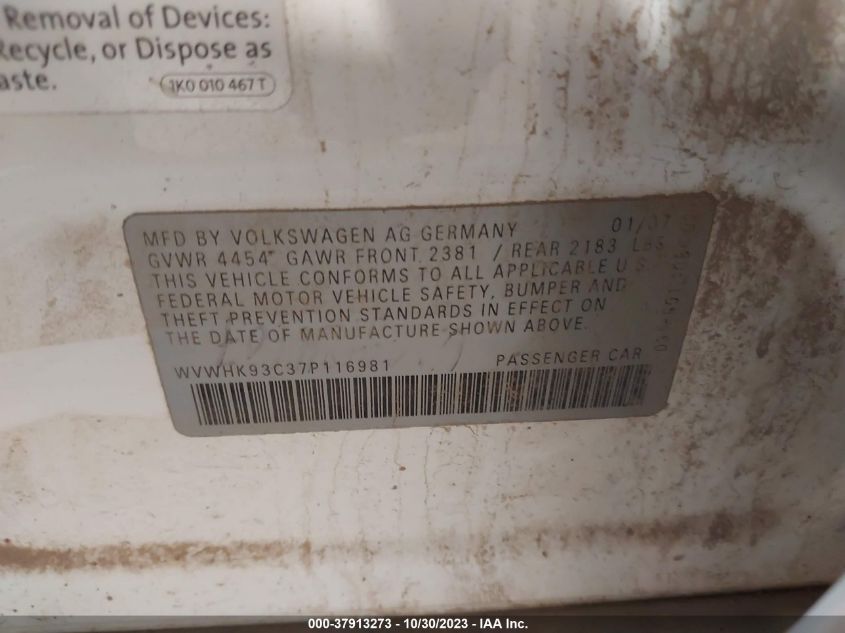 Removal of Devices:
Recycle, or Dispose as
aste.
1K0 010 467 T
MFD BY VOLKSWAGEN AG GERMANY 01/07
GVWR 4454 GAWR FRONT 2381 / REAR 2183 LBS
THIS VEHICLE CONFORMS TO ALL APPLICABLE U S
FEDERAL MOTOR VEHICLE SAFETY, BUMPER AND
THEFT PREVENTION STANDARDS IN EFFECT ON
THE DATE OF MANUFACTURE SHOWN ABOVE.
WVWHK93C37P116981 PASSENGER CAR
000-37913273 - 10/30/2023 - IAA Inc.